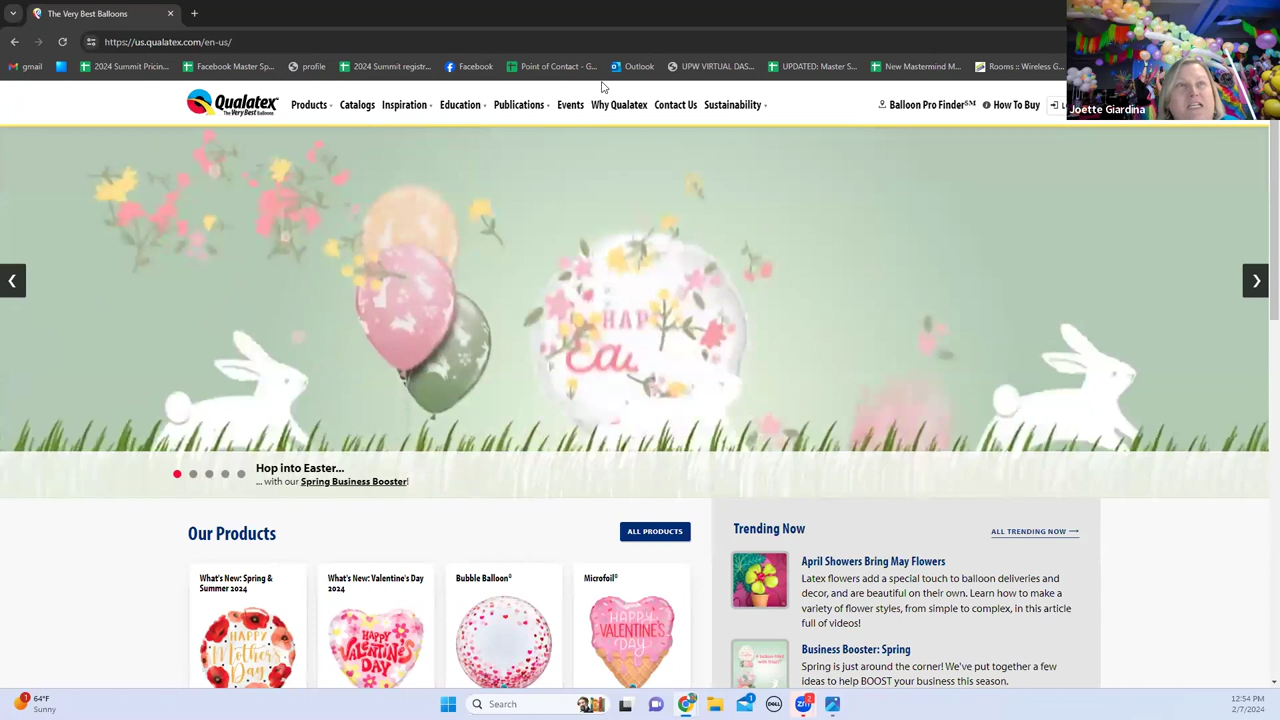 The Very Best Balloons
https://us.qualatex.com/en-us/
gmail
2024 Summit Pricing...
Facebook Master Sp...
profile
2024 Summit registr...
Facebook
Point of Contact - G...
Outlook
UPW VIRTUAL DAS...
UPDATED: Master S...
New Mastermind M...
Rooms :: Wireless Gr...
Joette Giardina
Qualatex
The Very Best Balloons
Products
Catalogs
Inspiration
Education
Publications
Events
Why Qualatex
Contact Us
Sustainability
Balloon Pro Finder℠
How To Buy
HAP
Hop into Easter...
... with our Spring Business Booster!
Our Products
ALL PRODUCTS
What's New: Spring &
Summer 2024
HAPPY
Mother's
Day
What's New: Valentine's Day
2024
HAPPY
VALENTINE'S
DAY
Bubble Balloon®
Microfoil®
HAPPY
VALENTINE'S
DAY
Trending Now
ALL TRENDING NOW
April Showers Bring May Flowers
Latex flowers add a special touch to balloon deliveries and
decor, and are beautiful on their own. Learn how to make a
variety of flower styles, from simple to complex, in this article
full of videos!
Business Booster: Spring
Spring is just around the corner! We've put together a few
ideas to help BOOST your business this season.
64°F
Sunny
Search
DELL
12:54 PM
2/7/2024